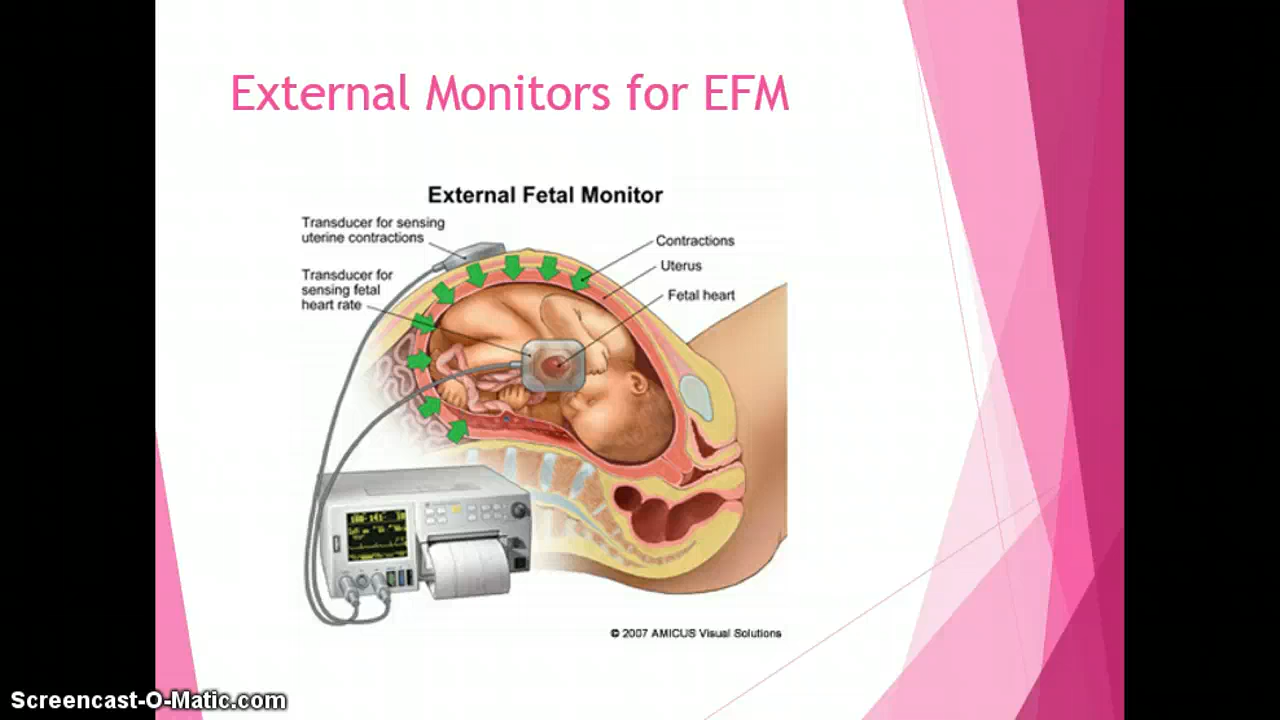 External Monitors for EFM
External Fetal Monitor
Transducer for sensing
uterine contractions
Transducer for
sensing fetal
heart rate
Contractions
Uterus
Fetal heart
© 2007 AMICUS Visual Solutions
Screencast-O-Matic.com